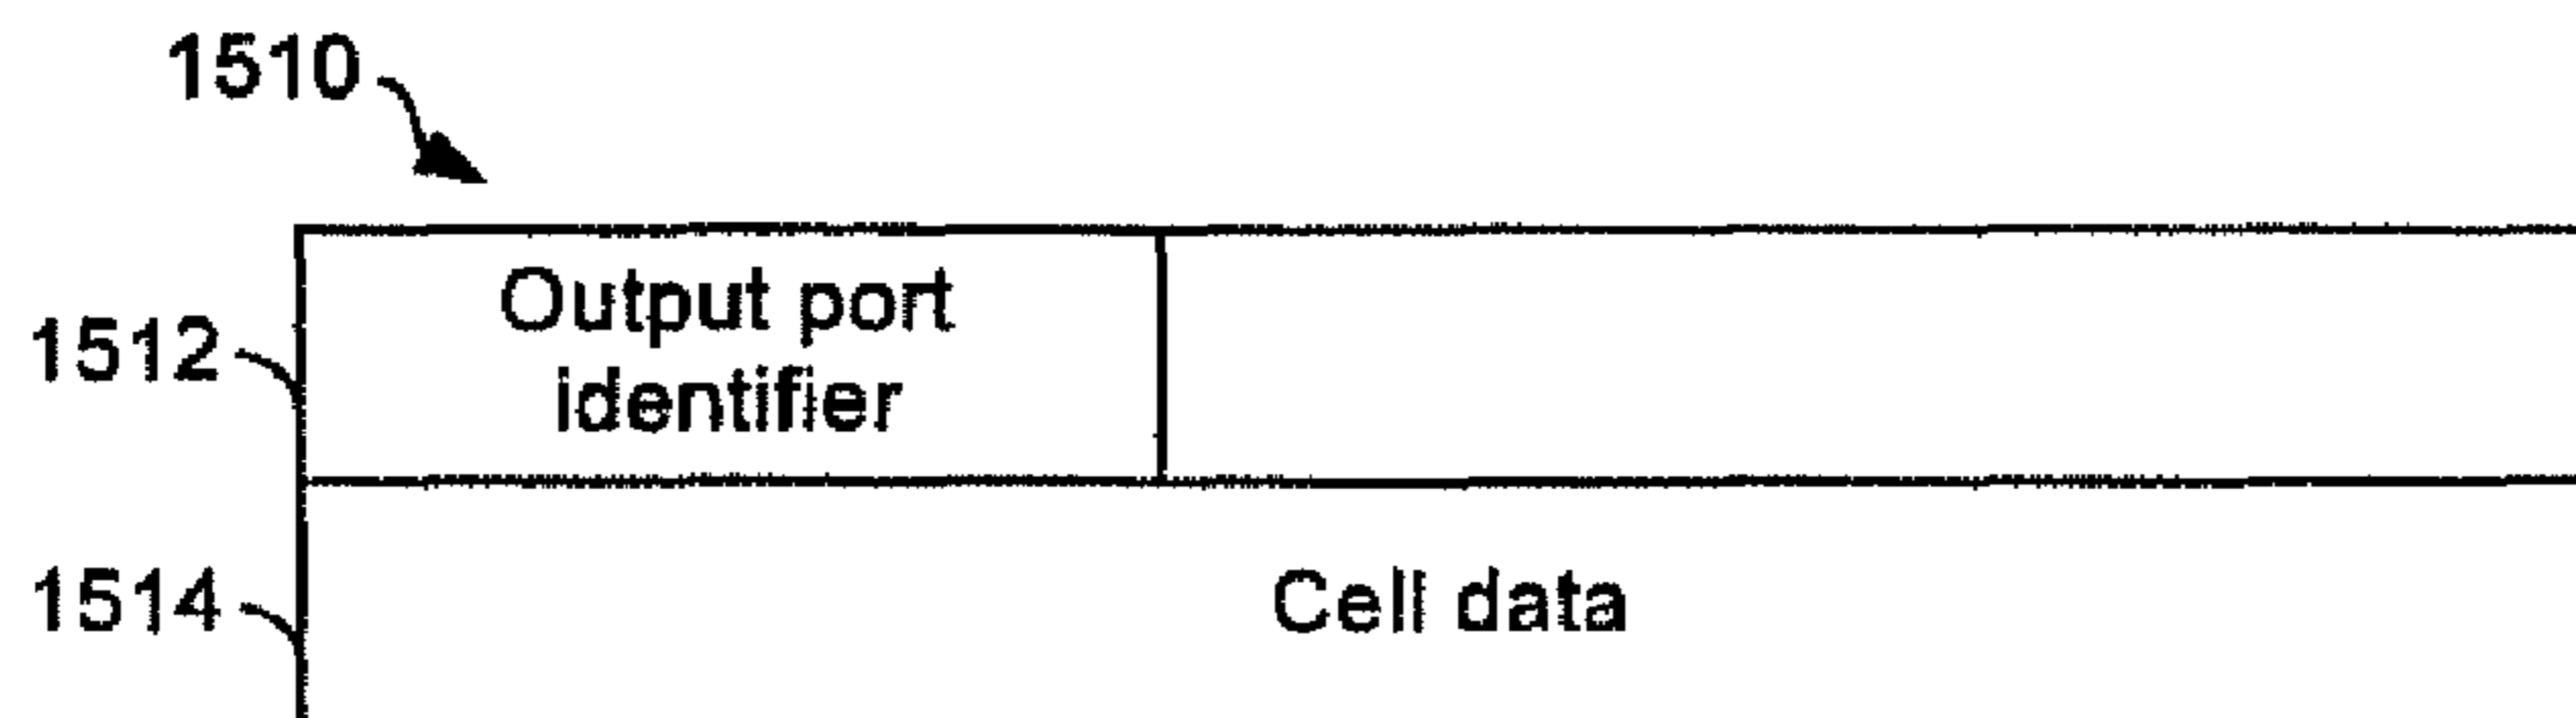 1510
1512
Output port
identifier
1514
Cell data